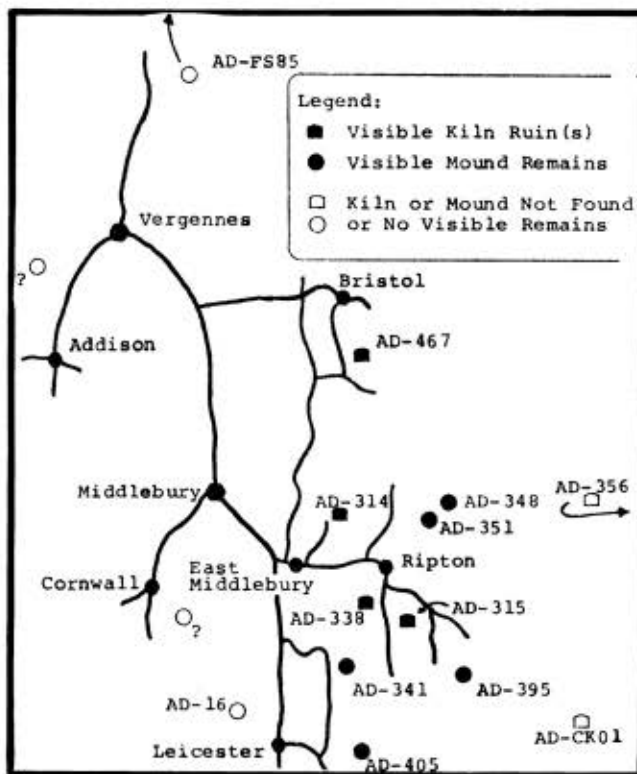 AD-FS85
Legend:
Visible Kiln Ruin(s)
Visible Mound Remains
Kiln or Mound Not Found
or No Visible Remains
Vergennes
?
Bristol
Addison
AD-467
Middlebury
AD-314
AD-348
AD-356
AD-351
East
Middlebury
Ripton
Cornwall
?
AD-338
AD-315
AD-341
AD-395
AD-16
AD-CK01
Leicester
AD-405